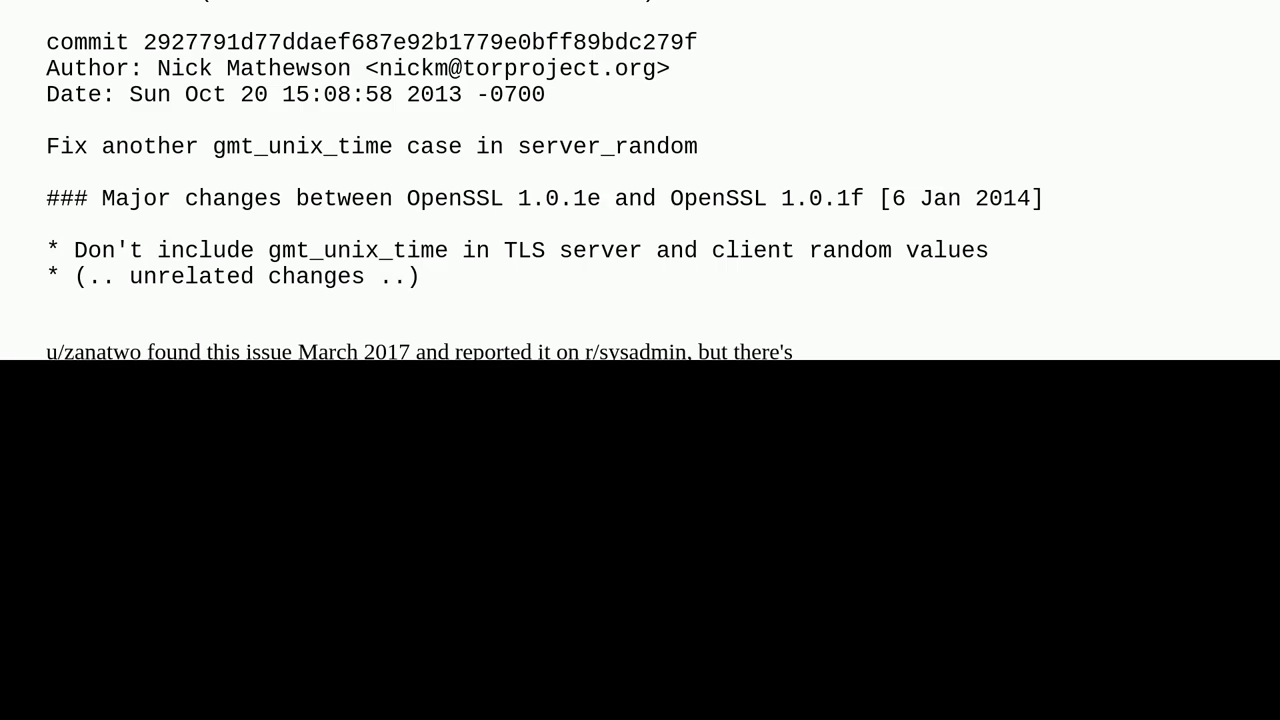 commit 2927791d77ddaef687e92b1779e0bff89bdc279f
Author: Nick Mathewson <nickm@torproject.org>
Date: Sun Oct 20 15:08:58 2013 -0700
Fix another gmt_unix_time case in server_random
### Major changes between OpenSSL 1.0.1e and OpenSSL 1.0.1f [6 Jan 2014]
* Don't include gmt_unix_time in TLS server and client random values
* (.. unrelated changes ..)
u/zanatwo found this issue March 2017 and reported it on r/sysadmin, but there's